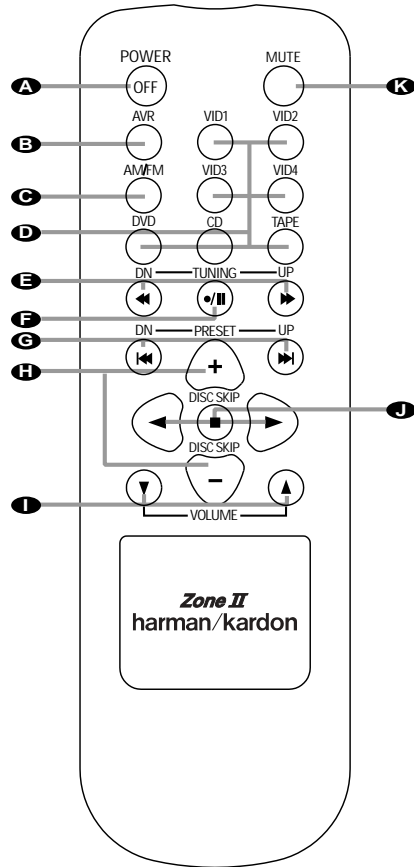 POWER MUTE
A OFF K
AVR VID1 VID2
B
AM/FM VID3 VID4
C
D DVD CD TAPE
E DN TUNING UP
F
G DN PRESET UP
H +
DISC SKIP
J
DISC SKIP
−
I VOLUME
Zone II
harman/kardon